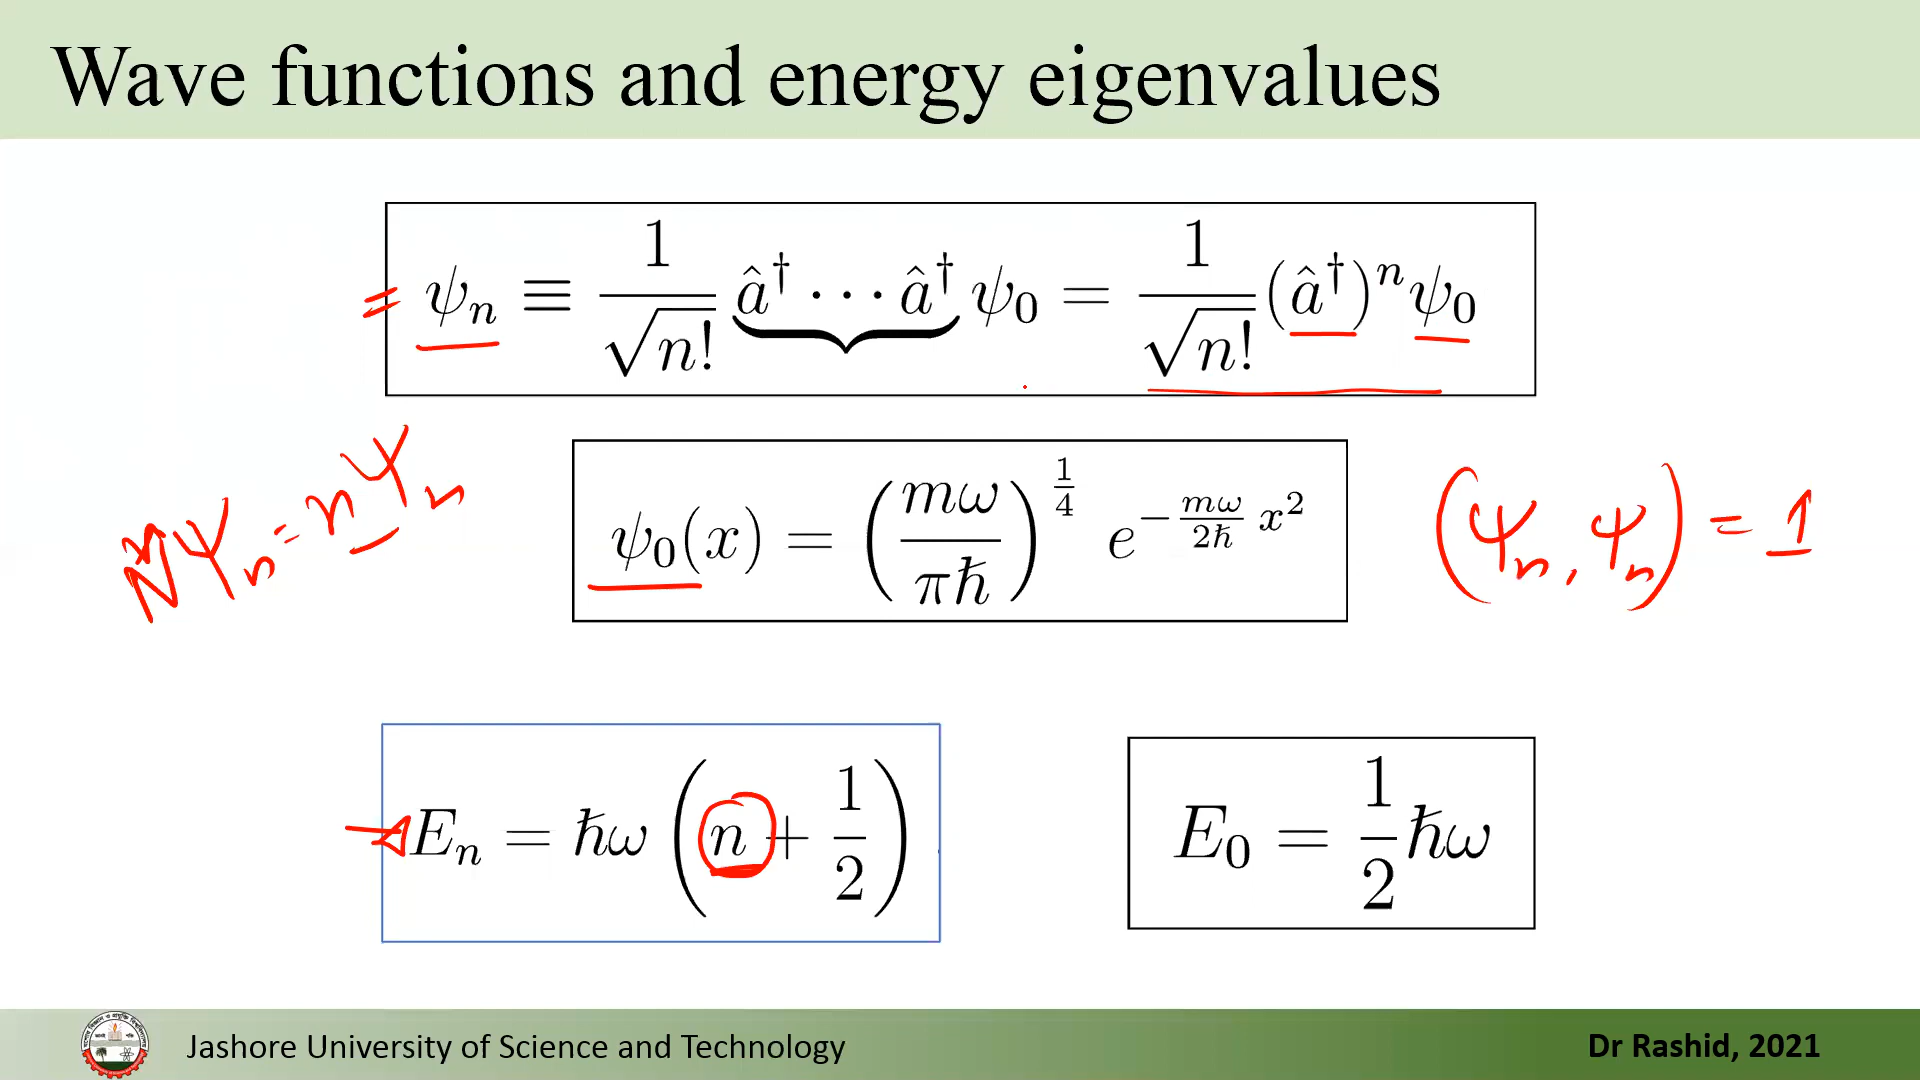 Wave functions and energy eigenvalues
= ψₙ ≡ 1/√n! â† ⋯ â† ψ₀ = 1/√n! (â†)ⁿ ψ₀
N̂ψₙ = nψₙ
ψ₀(x) = (mω/πħ)^(1/4) e^(−(mω/2ħ) x²)
(ψₙ, ψₙ) = 1
Eₙ = ħω (n + 1/2)
E₀ = 1/2 ħω
Jashore University of Science and Technology
Dr Rashid, 2021